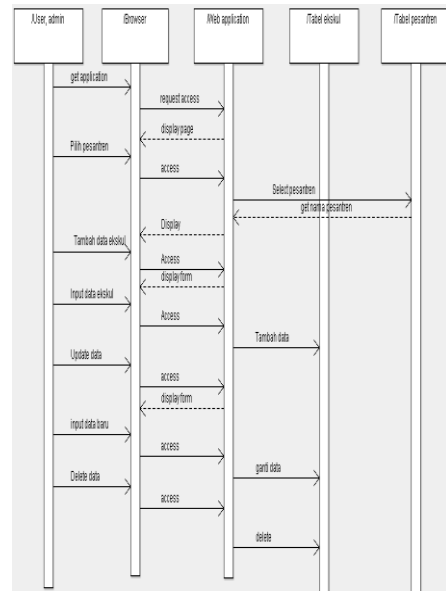 /User, admin
/Browser
/Web application
/Tabel ekskul
/Tabel pesantren
get application
request access
display page
Pilih pesantren
access
Select pesantren
get nama pesantren
Display
Tambah data ekskul
Access
display form
Input data ekskul
Access
Tambah data
Update data
access
display form
input data baru
access
ganti data
Delete data
access
delete